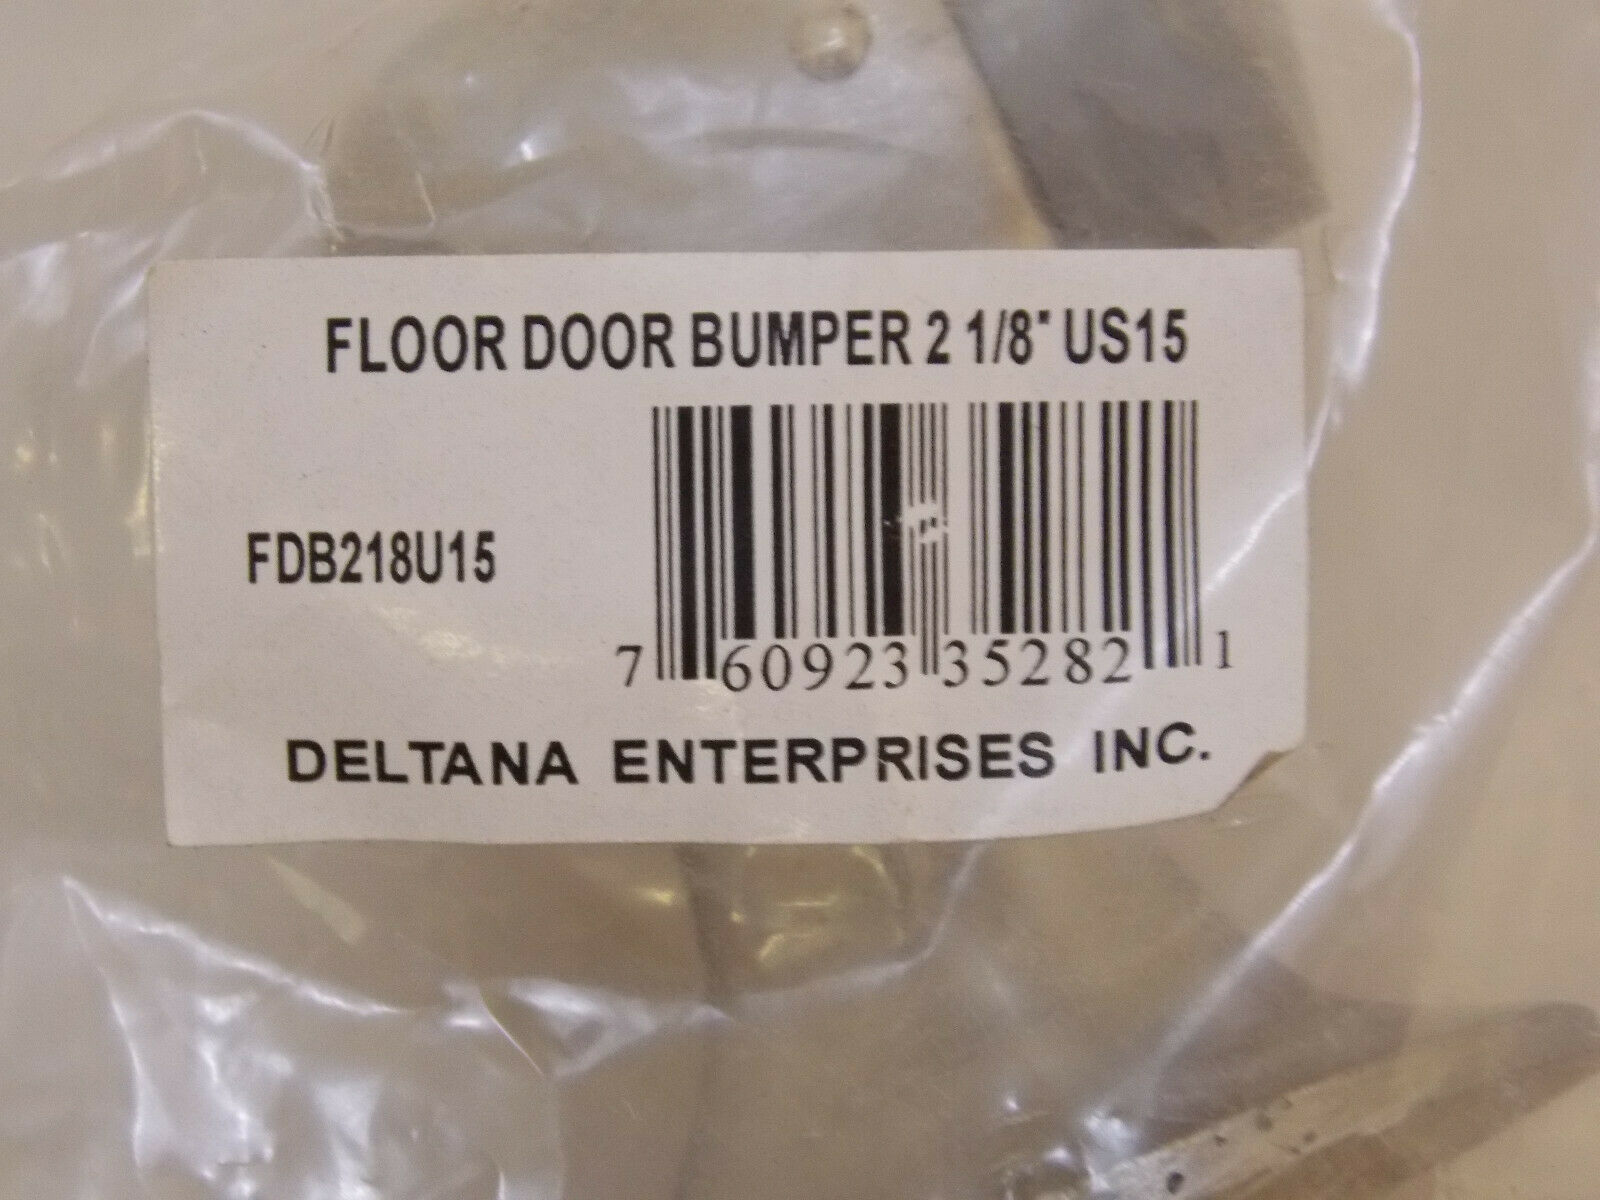 FLOOR DOOR BUMPER 2 1/8" US15
FDB218U15
7 60923 35282 1
DELTANA ENTERPRISES INC.